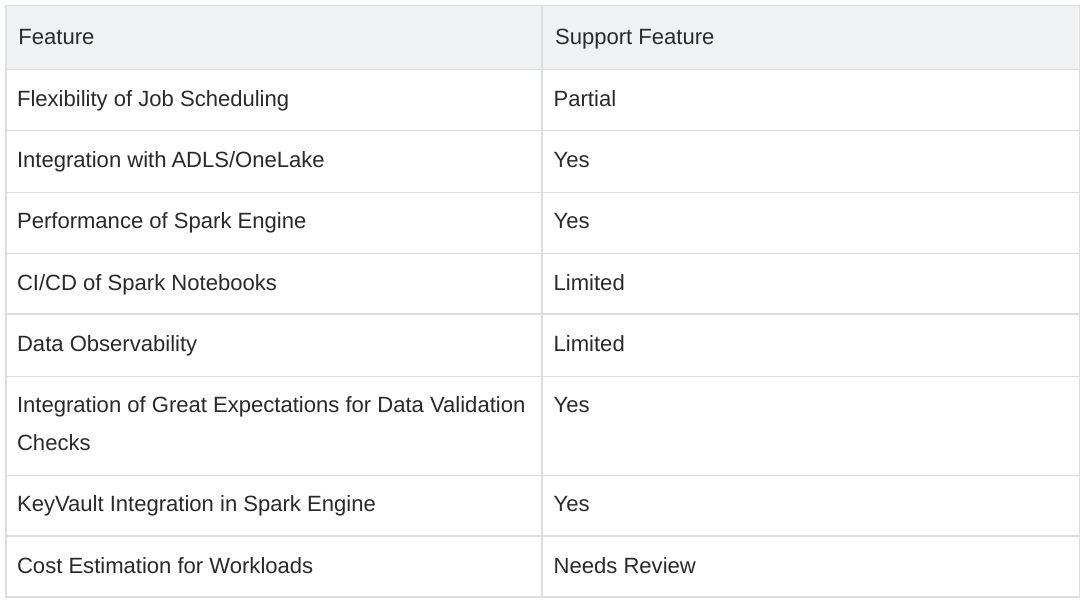 Feature Support Feature
Flexibility of Job Scheduling Partial
Integration with ADLS/OneLake Yes
Performance of Spark Engine Yes
CI/CD of Spark Notebooks Limited
Data Observability Limited
Integration of Great Expectations for Data Validation Yes
Checks
KeyVault Integration in Spark Engine Yes
Cost Estimation for Workloads Needs Review